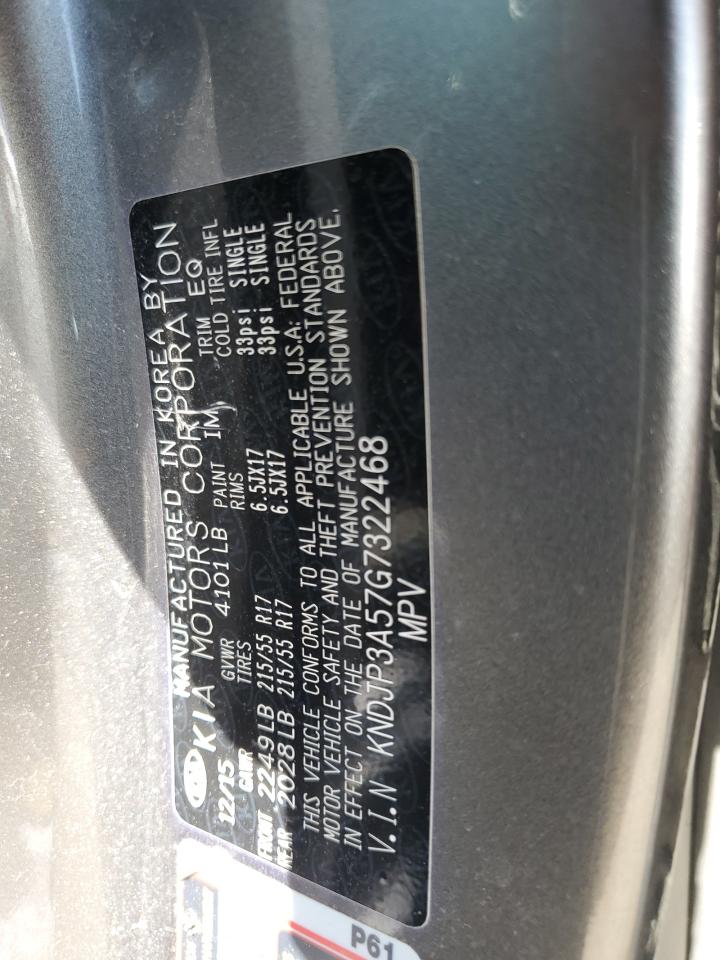 KIA MANUFACTURED IN KOREA BY
KIA MOTORS CORPORATION
12/15 GVWR 4101LB PAINT IM TRIM EQ
GAWR TIRES RIMS COLD TIRE INFL
FRONT 2249LB 215/55 R17 6.5JX17 33psi SINGLE
REAR 2028LB 215/55 R17 6.5JX17 33psi SINGLE
THIS VEHICLE CONFORMS TO ALL APPLICABLE U.S.A: FEDERAL
MOTOR VEHICLE SAFETY AND THEFT PREVENTION STANDARDS
IN EFFECT ON THE DATE OF MANUFACTURE SHOWN ABOVE.
V.I.N KNDJP3A57G7322468
MPV
P61